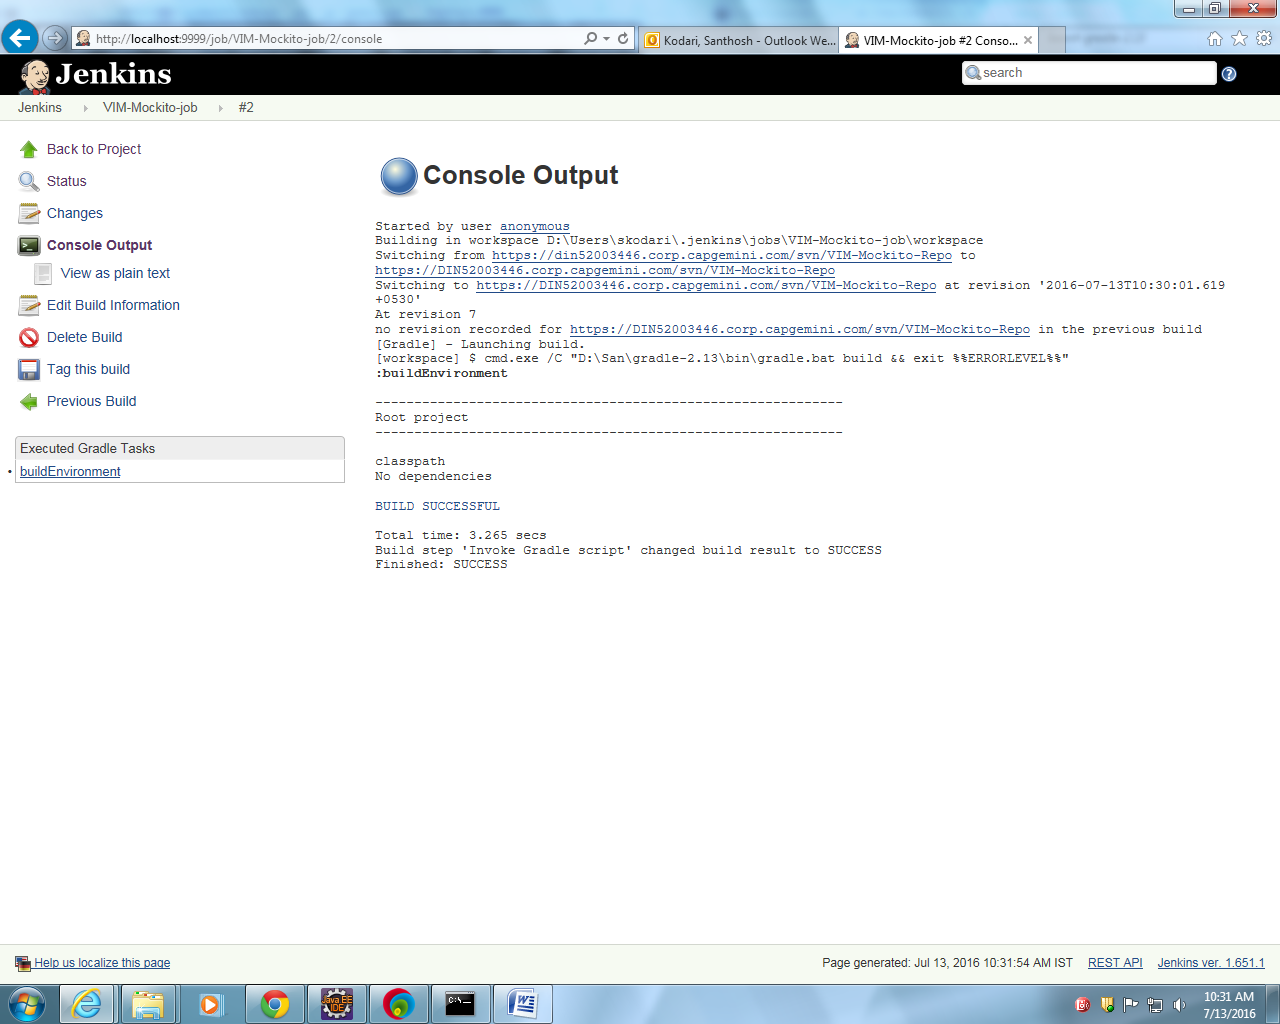 http://localhost:9999/job/VIM-Mockito-job/2/console
Kodari, Santhosh - Outlook We...
VIM-Mockito-job #2 Conso...
Jenkins
search
Jenkins
VIM-Mockito-job
#2
Back to Project
Status
Changes
Console Output
View as plain text
Edit Build Information
Delete Build
Tag this build
Previous Build
Executed Gradle Tasks
buildEnvironment
Console Output
Started by user anonymous
Building in workspace D:\Users\skodari\.jenkins\jobs\VIM-Mockito-job\workspace
Switching from https://din52003446.corp.capgemini.com/svn/VIM-Mockito-Repo to
https://DIN52003446.corp.capgemini.com/svn/VIM-Mockito-Repo
Switching to https://DIN52003446.corp.capgemini.com/svn/VIM-Mockito-Repo at revision '2016-07-13T10:30:01.619
+0530'
At revision 7
no revision recorded for https://DIN52003446.corp.capgemini.com/svn/VIM-Mockito-Repo in the previous build
[Gradle] - Launching build.
[workspace] $ cmd.exe /C "D:\San\gradle-2.13\bin\gradle.bat build && exit %%ERRORLEVEL%%"
:buildEnvironment
------------------------------------------------------------
Root project
------------------------------------------------------------
classpath
No dependencies
BUILD SUCCESSFUL
Total time: 3.265 secs
Build step 'Invoke Gradle script' changed build result to SUCCESS
Finished: SUCCESS
Help us localize this page
Page generated: Jul 13, 2016 10:31:54 AM IST
REST API
Jenkins ver. 1.651.1
Java EE
IDE
C:\.
10:31 AM
7/13/2016